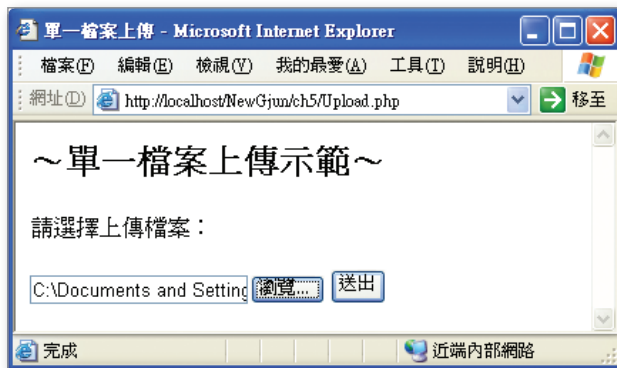 單一檔案上傳 - Microsoft Internet Explorer
檔案(F) 編輯(E) 檢視(V) 我的最愛(A) 工具(T) 說明(H)
網址(D) http://localhost/NewGjun/ch5/Upload.php 移至
～單一檔案上傳示範～
請選擇上傳檔案：
C:\Documents and Setting 瀏覽... 送出
完成 近端內部網路